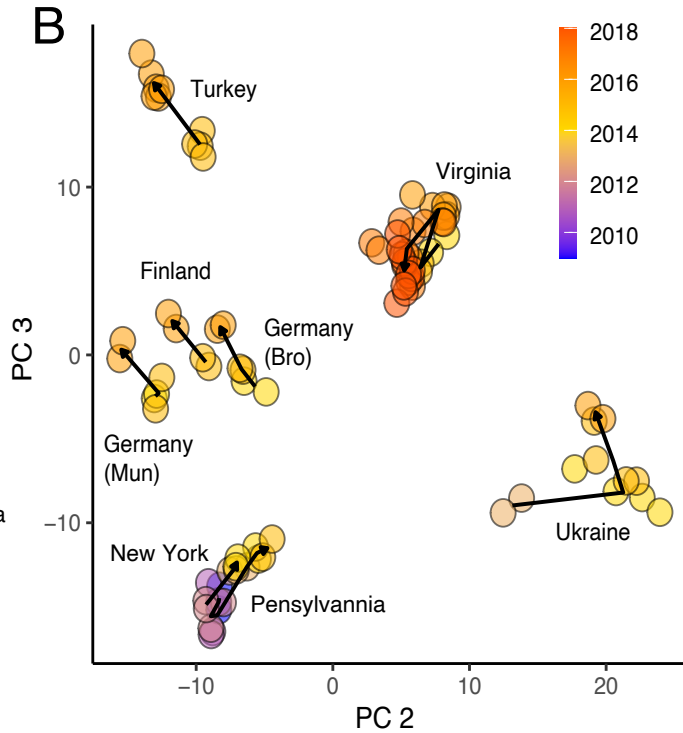 B
2018
2016
2014
2012
2010
Turkey
Virginia
10
Finland
Germany
(Bro)
PC 3
0
Germany
(Mun)
a
−10
Ukraine
New York
Pensylvannia
−10
0
10
20
PC 2